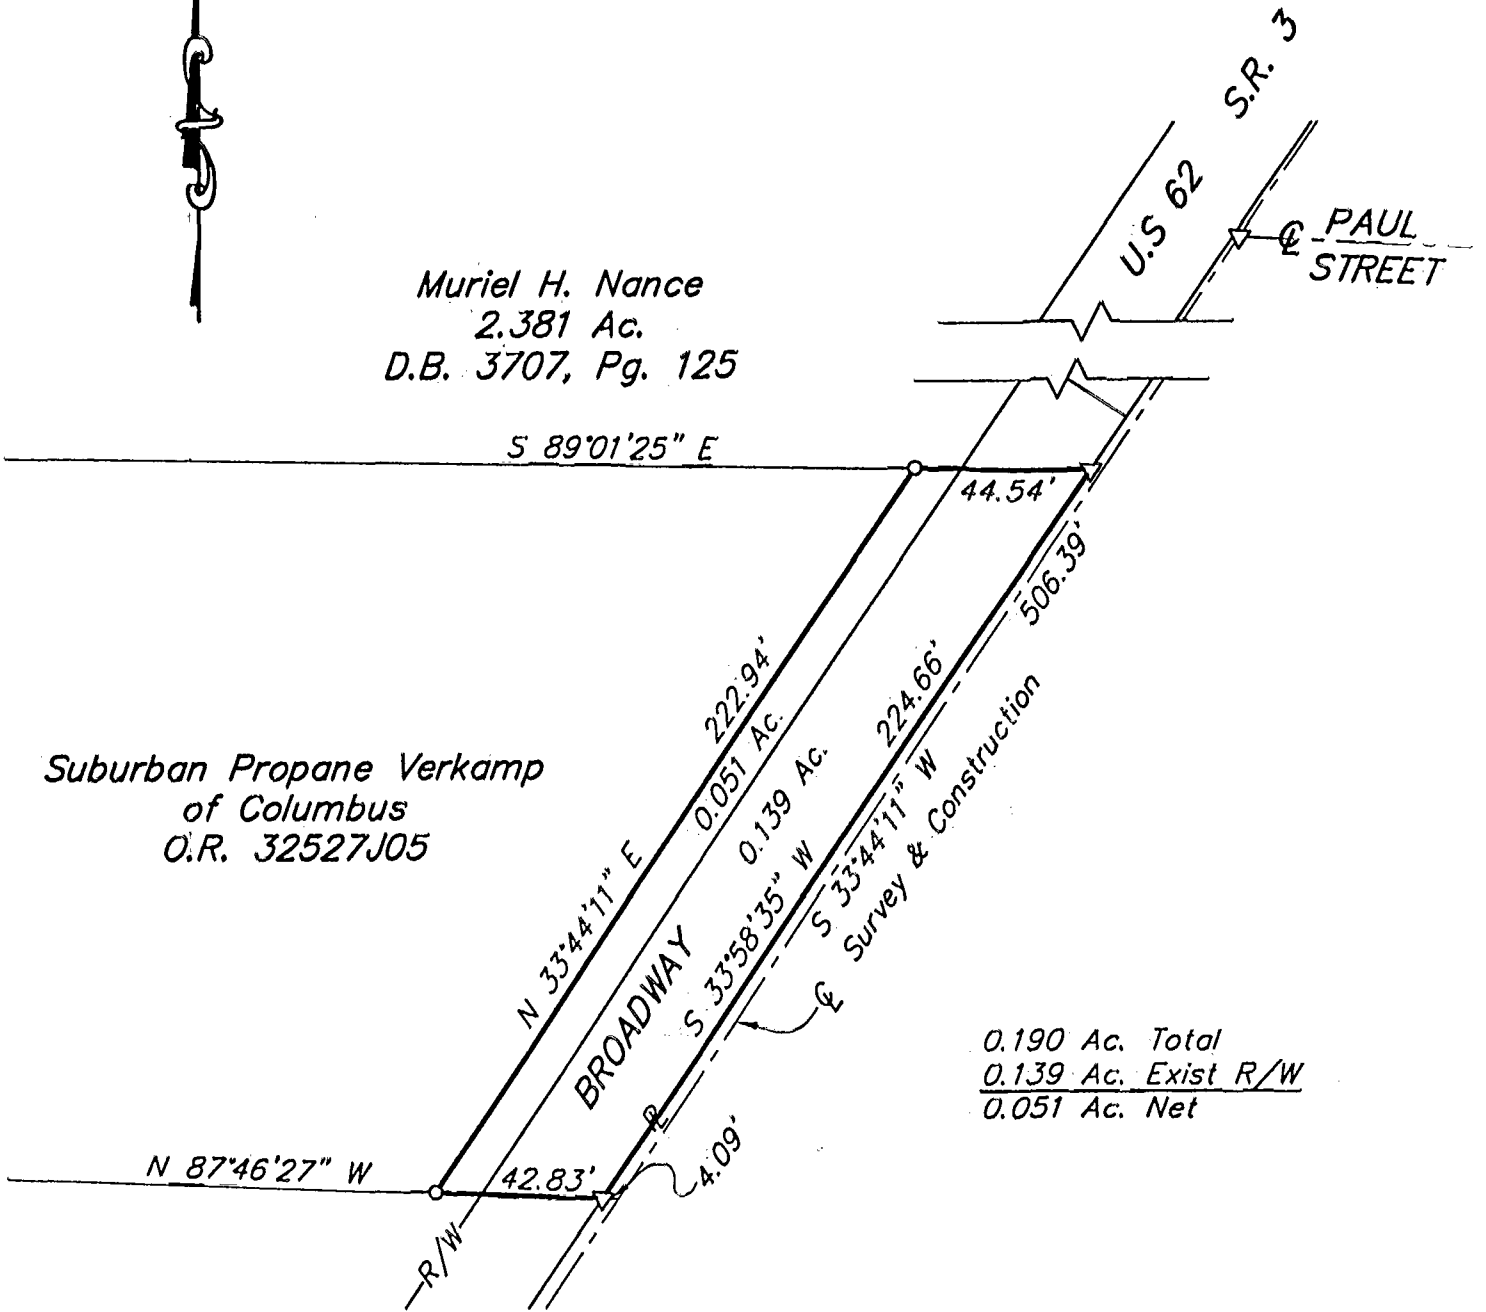 S.R. 3
U.S 62
℄ PAUL
STREET
Muriel H. Nance
2.381 Ac.
D.B. 3707, Pg. 125
S 89°01'25" E
44.54'
506.39'
222.94'
224.66'
0.051 Ac.
0.139 Ac.
Suburban Propane Verkamp
of Columbus
O.R. 32527J05
N 33°44'11" E
S 33°58'35" W
S 33°44'11" W
℄ Survey & Construction
BROADWAY
0.190 Ac. Total
0.139 Ac. Exist R/W
0.051 Ac. Net
PL
4.09'
N 87°46'27" W
42.83'
R/W